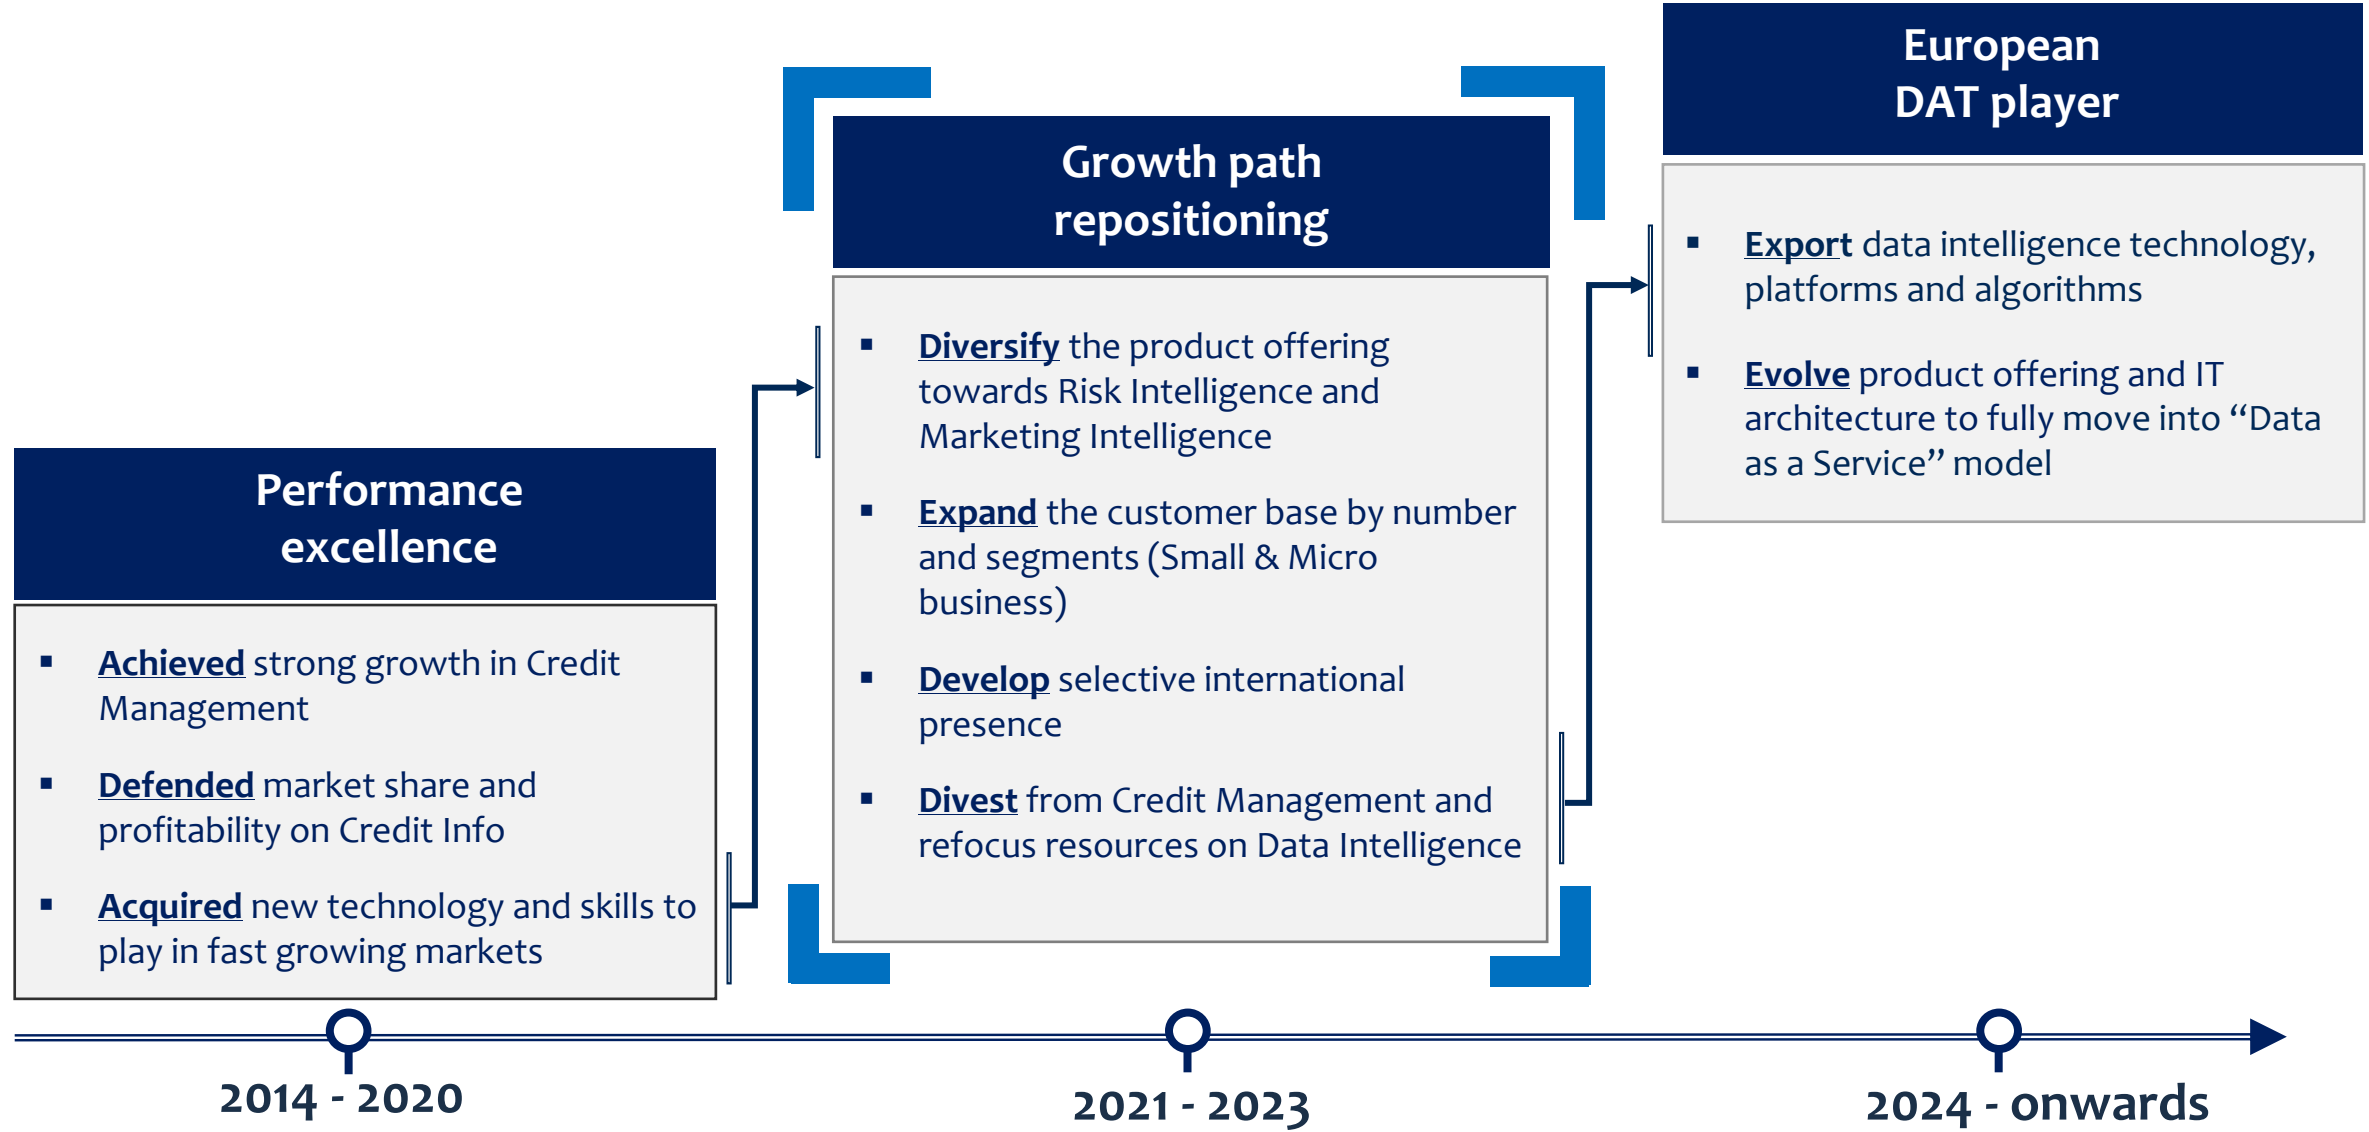 Performance
excellence
▪ Achieved strong growth in Credit
Management
▪ Defended market share and
profitability on Credit Info
▪ Acquired new technology and skills to
play in fast growing markets
2014 - 2020
Growth path
repositioning
▪ Diversify the product offering
towards Risk Intelligence and
Marketing Intelligence
▪ Expand the customer base by number
and segments (Small & Micro
business)
▪ Develop selective international
presence
▪ Divest from Credit Management and
refocus resources on Data Intelligence
2021 - 2023
European
DAT player
▪ Export data intelligence technology,
platforms and algorithms
▪ Evolve product offering and IT
architecture to fully move into “Data
as a Service” model
2024 - onwards